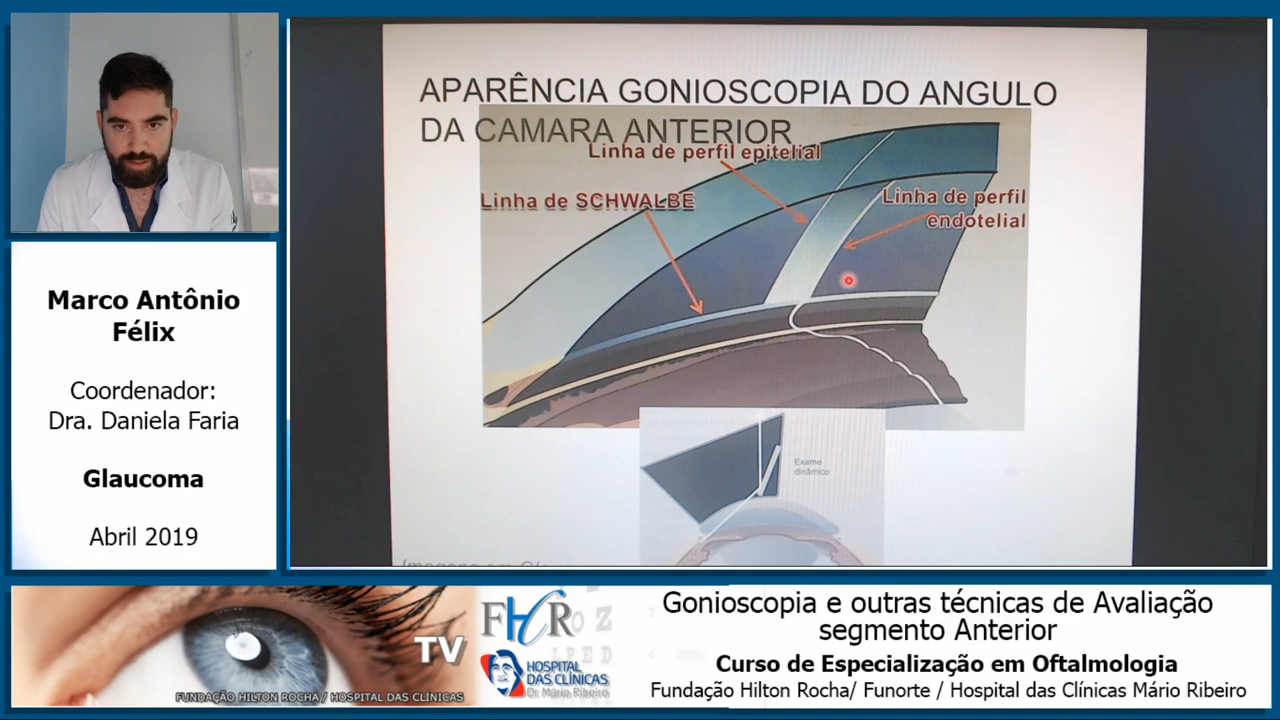 APARÊNCIA GONIOSCOPIA DO ANGULO
DA CAMARA ANTERIOR
Linha de perfil epitelial
Linha de SCHWALBE
Linha de perfil
endotelial
Exame
dinâmico
Marco Antônio
Félix
Coordenador:
Dra. Daniela Faria
Glaucoma
Abril 2019
TV
FUNDAÇÃO HILTON ROCHA / HOSPITAL DAS CLÍNICAS
FHCR
HOSPITAL
DAS CLÍNICAS
Dr. Mário Ribeiro
Gonioscopia e outras técnicas de Avaliação
segmento Anterior
Curso de Especialização em Oftalmologia
Fundação Hilton Rocha/ Funorte / Hospital das Clínicas Mário Ribeiro